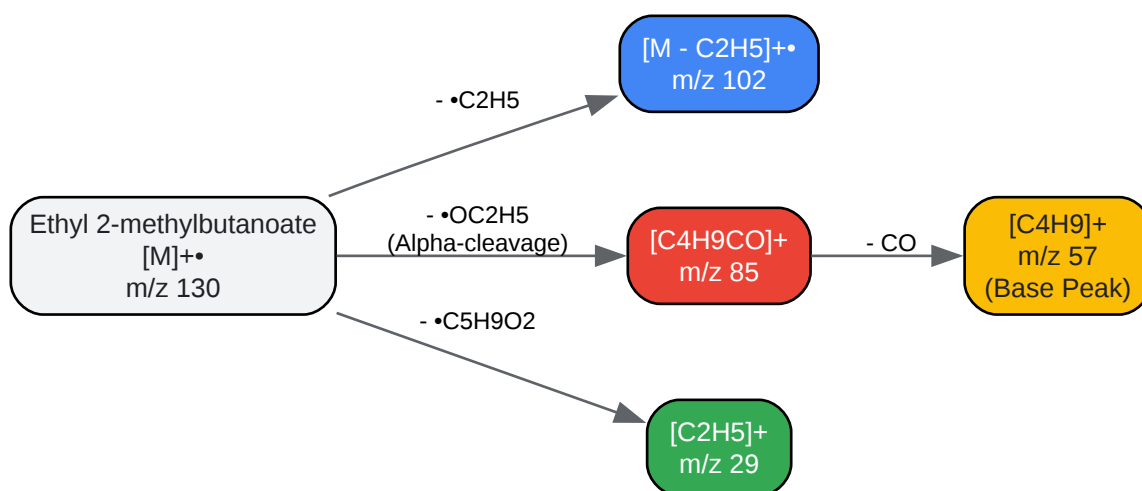 [M - C2H5]+•
m/z 102
- •C2H5
Ethyl 2-methylbutanoate
[M]+•
m/z 130
- •OC2H5
(Alpha-cleavage)
[C4H9CO]+
m/z 85
- CO
[C4H9]+
m/z 57
(Base Peak)
- •C5H9O2
[C2H5]+
m/z 29